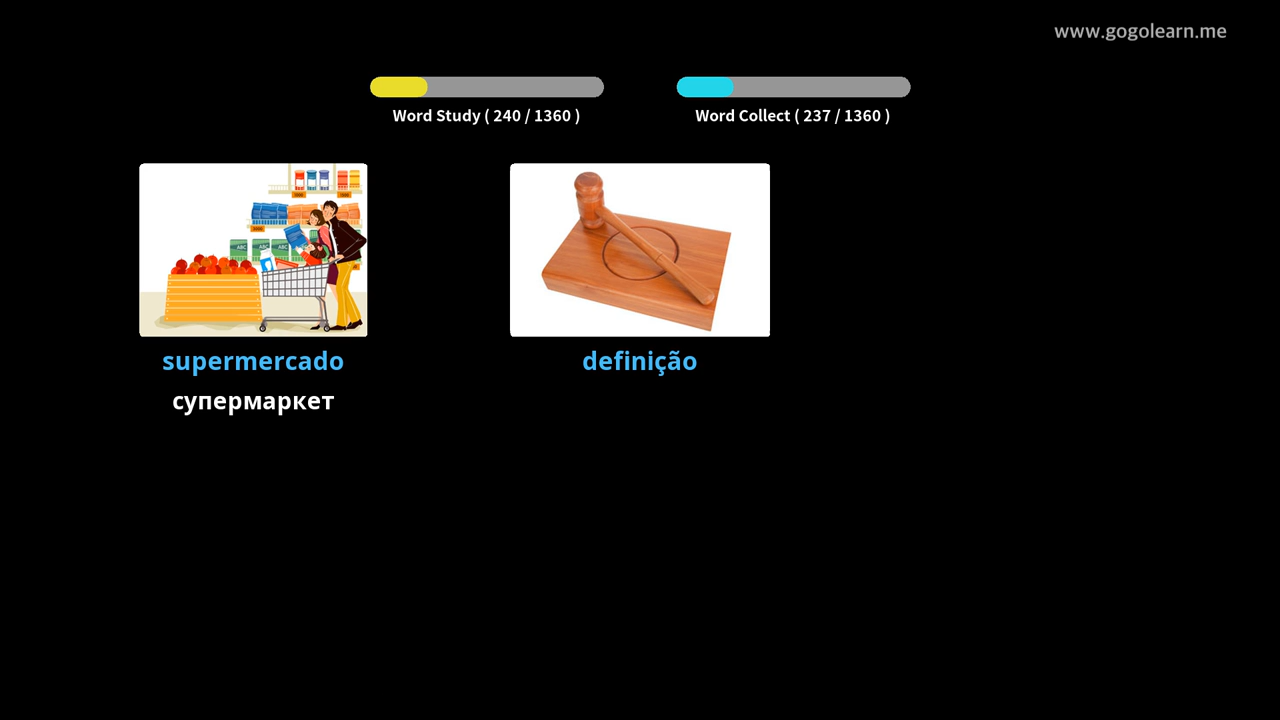 www.gogolearn.me
Word Study ( 240 / 1360 )
Word Collect ( 237 / 1360 )
supermercado
супермаркет
definição